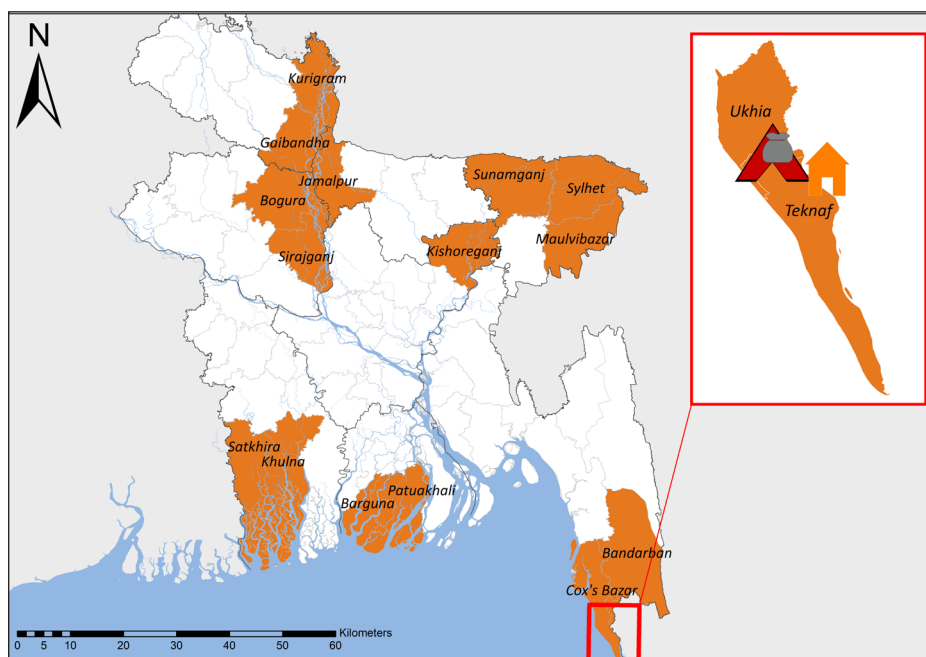 N
Kurigram
Gaibandha
Jamalpur
Bogura
Sirajganj
Sunamganj
Sylhet
Kishoreganj
Maulvibazar
Satkhira
Khulna
Barguna
Patuakhali
Bandarban
Cox's Bazar
Ukhia
Teknaf
Kilometers
0 5 10 20 30 40 50 60